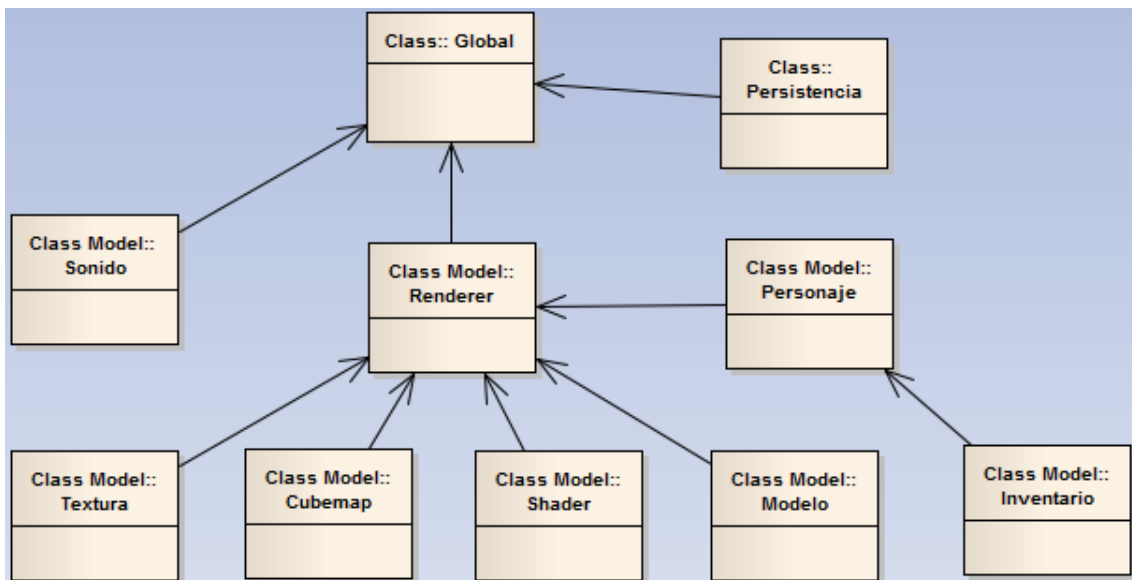 Class:: Global
Class::
Persistencia
Class Model::
Sonido
Class Model::
Renderer
Class Model::
Personaje
Class Model::
Textura
Class Model::
Cubemap
Class Model::
Shader
Class Model::
Modelo
Class Model::
Inventario